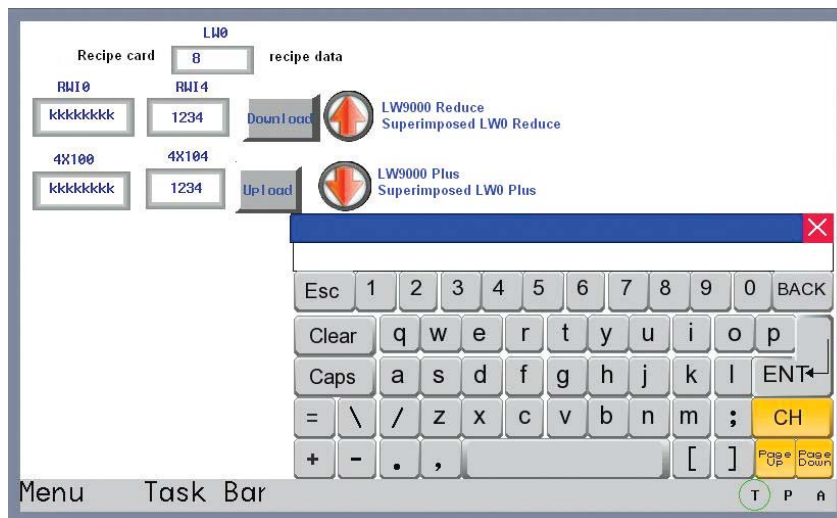 LW0
Recipe card 8 recipe data
RWI0 RWI4
kkkkkkkk 1234 Download LW9000 Reduce
Superimposed LW0 Reduce
4X100 4X104
kkkkkkkk 1234 Upload LW9000 Plus
Superimposed LW0 Plus
Esc 1 2 3 4 5 6 7 8 9 0 BACK
Clear q w e r t y u i o p
Caps a s d f g h j k l ENT
= \ / z x c v b n m ; CH
+ - . , [ ] Page Up Page Down
Menu Task Bar T P A